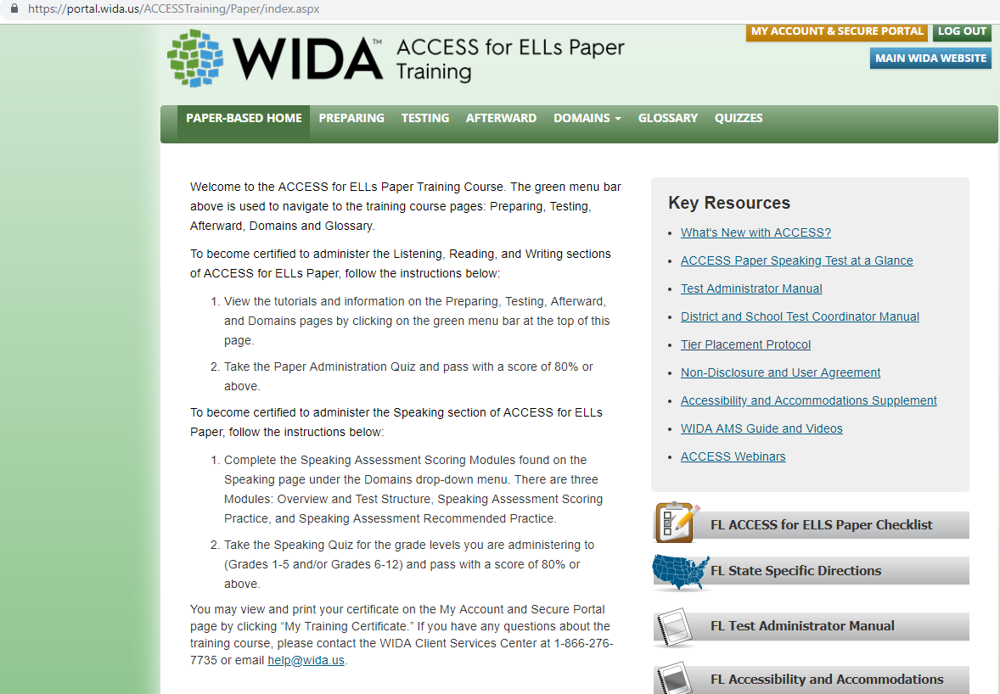 https://portal.wida.us/ACCESSTraining/Paper/index.aspx
MY ACCOUNT & SECURE PORTAL
LOG OUT
MAIN WIDA WEBSITE
WIDA™
ACCESS for ELLs Paper
Training
PAPER-BASED HOME PREPARING TESTING AFTERWARD DOMAINS GLOSSARY QUIZZES
Welcome to the ACCESS for ELLs Paper Training Course. The green menu bar
above is used to navigate to the training course pages: Preparing, Testing,
Afterward, Domains and Glossary.
To become certified to administer the Listening, Reading, and Writing sections
of ACCESS for ELLs Paper, follow the instructions below:
1. View the tutorials and information on the Preparing, Testing, Afterward,
and Domains pages by clicking on the green menu bar at the top of this
page.
2. Take the Paper Administration Quiz and pass with a score of 80% or
above.
To become certified to administer the Speaking section of ACCESS for ELLs
Paper, follow the instructions below:
1. Complete the Speaking Assessment Scoring Modules found on the
Speaking page under the Domains drop-down menu. There are three
Modules: Overview and Test Structure, Speaking Assessment Scoring
Practice, and Speaking Assessment Recommended Practice.
2. Take the Speaking Quiz for the grade levels you are administering to
(Grades 1-5 and/or Grades 6-12) and pass with a score of 80% or
above.
You may view and print your certificate on the My Account and Secure Portal
page by clicking “My Training Certificate.” If you have any questions about the
training course, please contact the WIDA Client Services Center at 1-866-276-
7735 or email help@wida.us.
Key Resources
• What's New with ACCESS?
• ACCESS Paper Speaking Test at a Glance
• Test Administrator Manual
• District and School Test Coordinator Manual
• Tier Placement Protocol
• Non-Disclosure and User Agreement
• Accessibility and Accommodations Supplement
• WIDA AMS Guide and Videos
• ACCESS Webinars
FL ACCESS for ELLS Paper Checklist
FL State Specific Directions
FL Test Administrator Manual
FL Accessibility and Accommodations